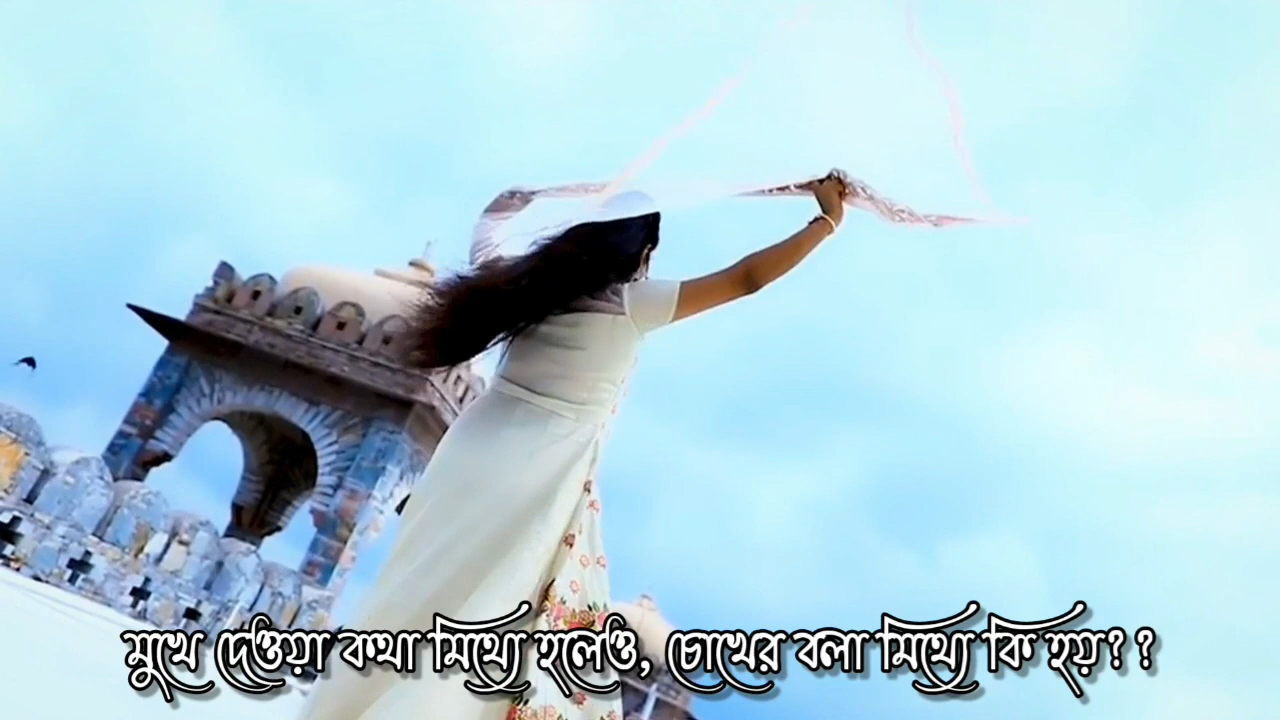 মুখে দেওয়া কথা মিথ্যে হলেও, চোখের বলা মিথ্যে কি হয়??